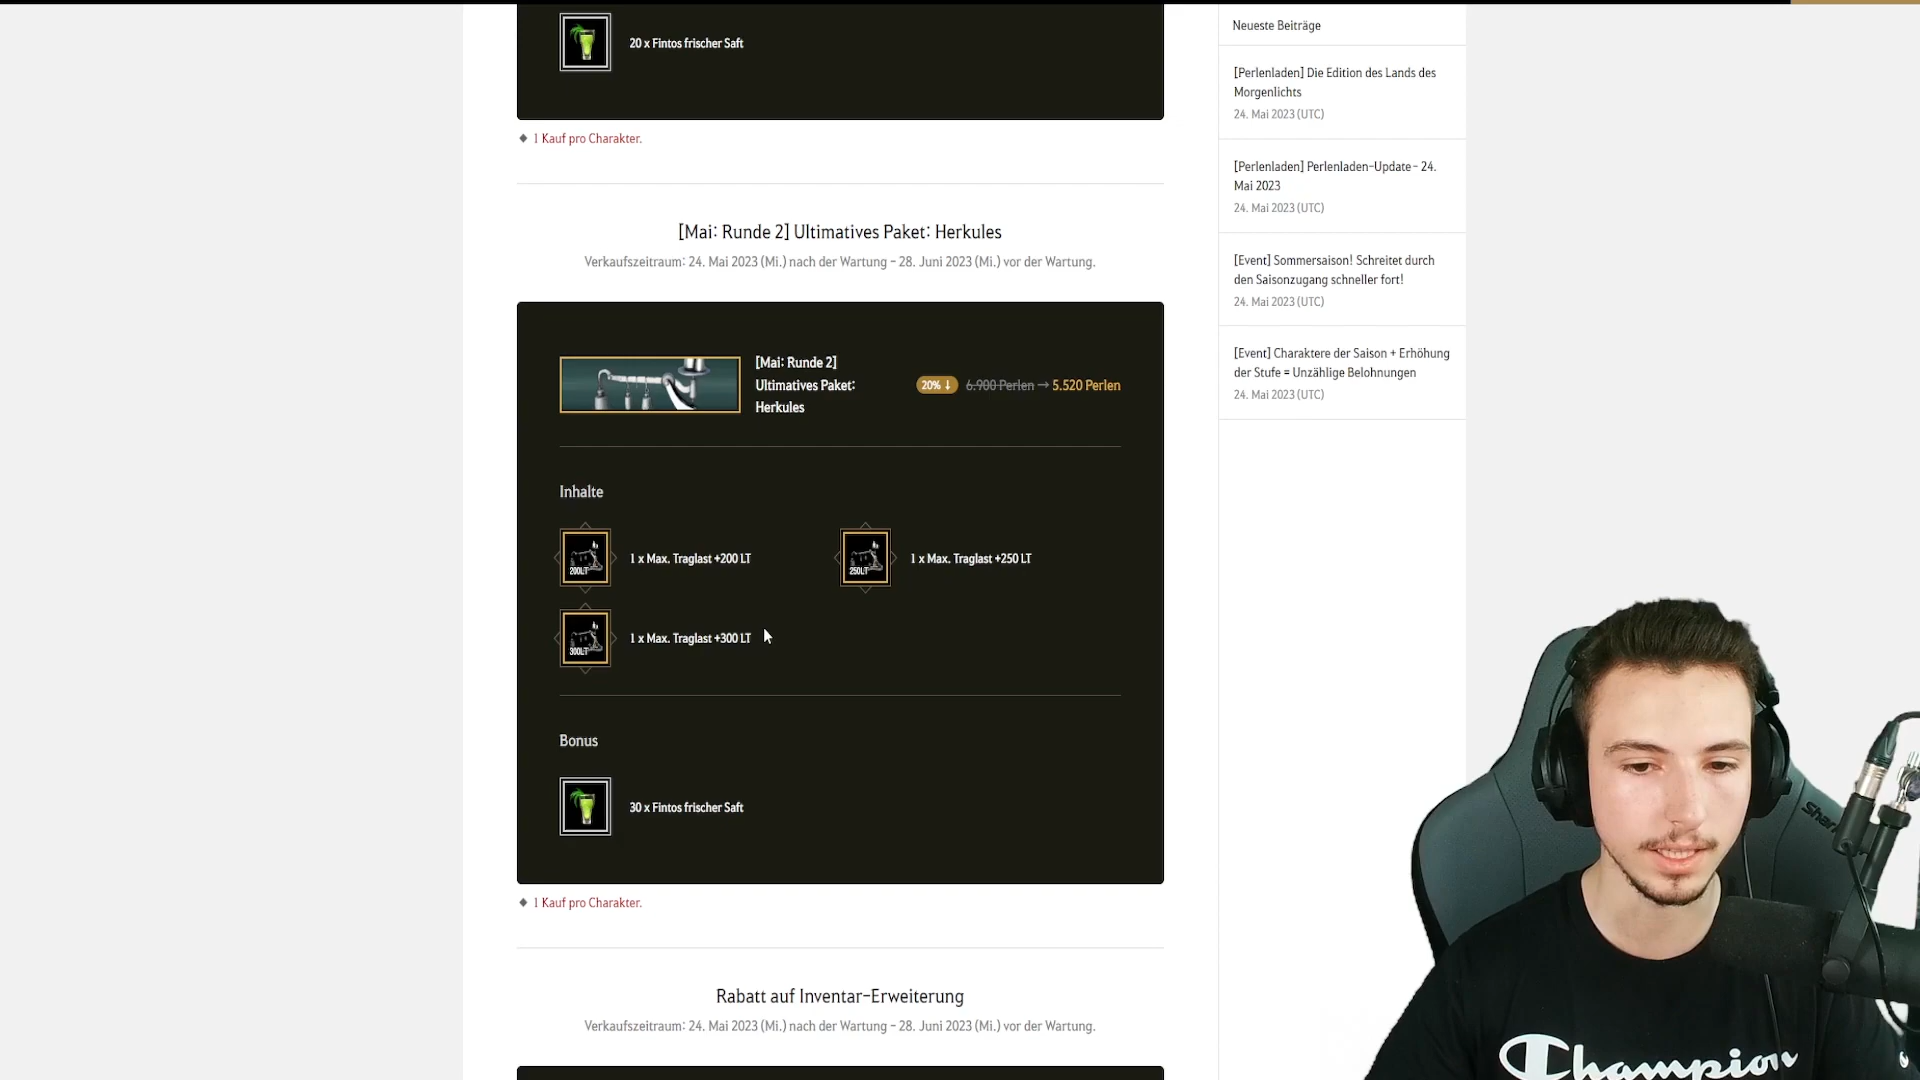 20 x Fintos frischer Saft
◆ 1 Kauf pro Charakter.
[Mai: Runde 2] Ultimatives Paket: Herkules
Verkaufszeitraum: 24. Mai 2023 (Mi.) nach der Wartung – 28. Juni 2023 (Mi.) vor der Wartung.
[Mai: Runde 2]
Ultimatives Paket:
Herkules
20% ↓ 6.900 Perlen → 5.520 Perlen
Inhalte
200LT
1 x Max. Traglast +200 LT
250LT
1 x Max. Traglast +250 LT
300LT
1 x Max. Traglast +300 LT
Bonus
30 x Fintos frischer Saft
◆ 1 Kauf pro Charakter.
Rabatt auf Inventar-Erweiterung
Verkaufszeitraum: 24. Mai 2023 (Mi.) nach der Wartung – 28. Juni 2023 (Mi.) vor der Wartung.
Neueste Beiträge
[Perlenladen] Die Edition des Lands des
Morgenlichts
24. Mai 2023 (UTC)
[Perlenladen] Perlenladen-Update - 24.
Mai 2023
24. Mai 2023 (UTC)
[Event] Sommersaison! Schreitet durch
den Saisonzugang schneller fort!
24. Mai 2023 (UTC)
[Event] Charaktere der Saison + Erhöhung
der Stufe = Unzählige Belohnungen
24. Mai 2023 (UTC)
Champion